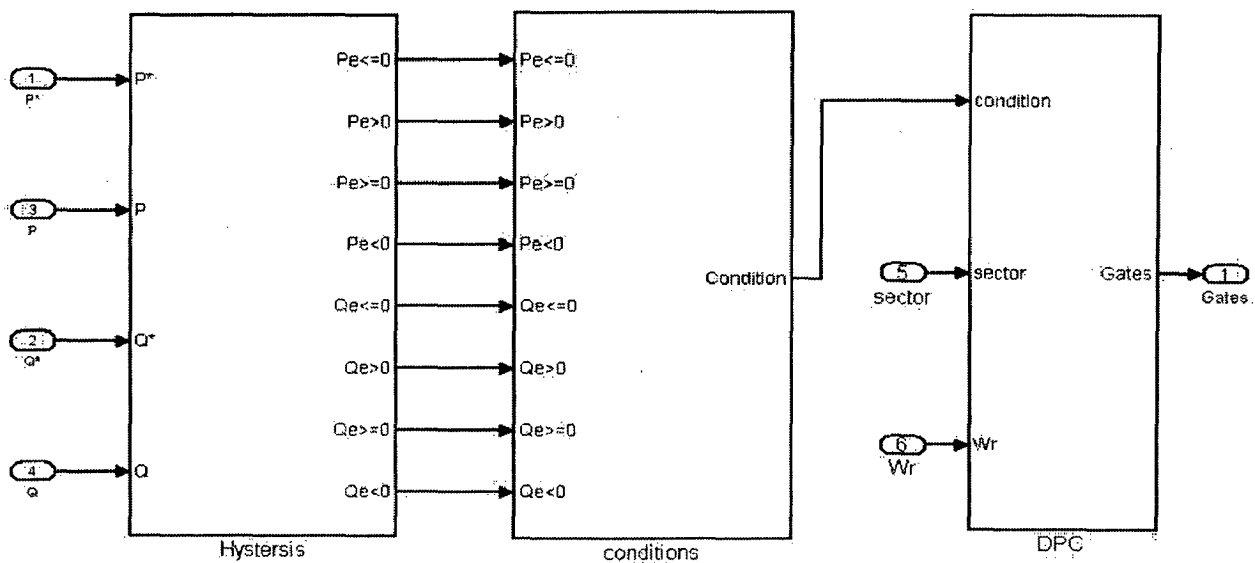 1
P*
3
P
2
Q*
4
Q
P*
P
Q*
Q
Pe<=0
Pe>0
Pe>=0
Pe<0
Qe<=0
Qe>0
Qe>=0
Qe<0
Hystersis
Pe<=0
Pe>0
Pe>=0
Pe<0
Qe<=0
Qe>0
Qe>=0
Qe<0
Condition
conditions
5
sector
6
Wr
condition
sector
Wr
Gates
DPC
1
Gates